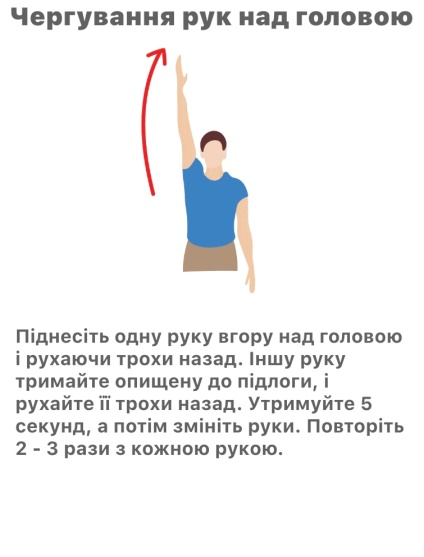 Чергування рук над головою
Піднесіть одну руку вгору над головою
і рухаючи трохи назад. Іншу руку
тримайте опищену до підлоги, і
рухайте її трохи назад. Утримуйте 5
секунд, а потім змініть руки. Повторіть
2 - 3 рази з кожною рукою.